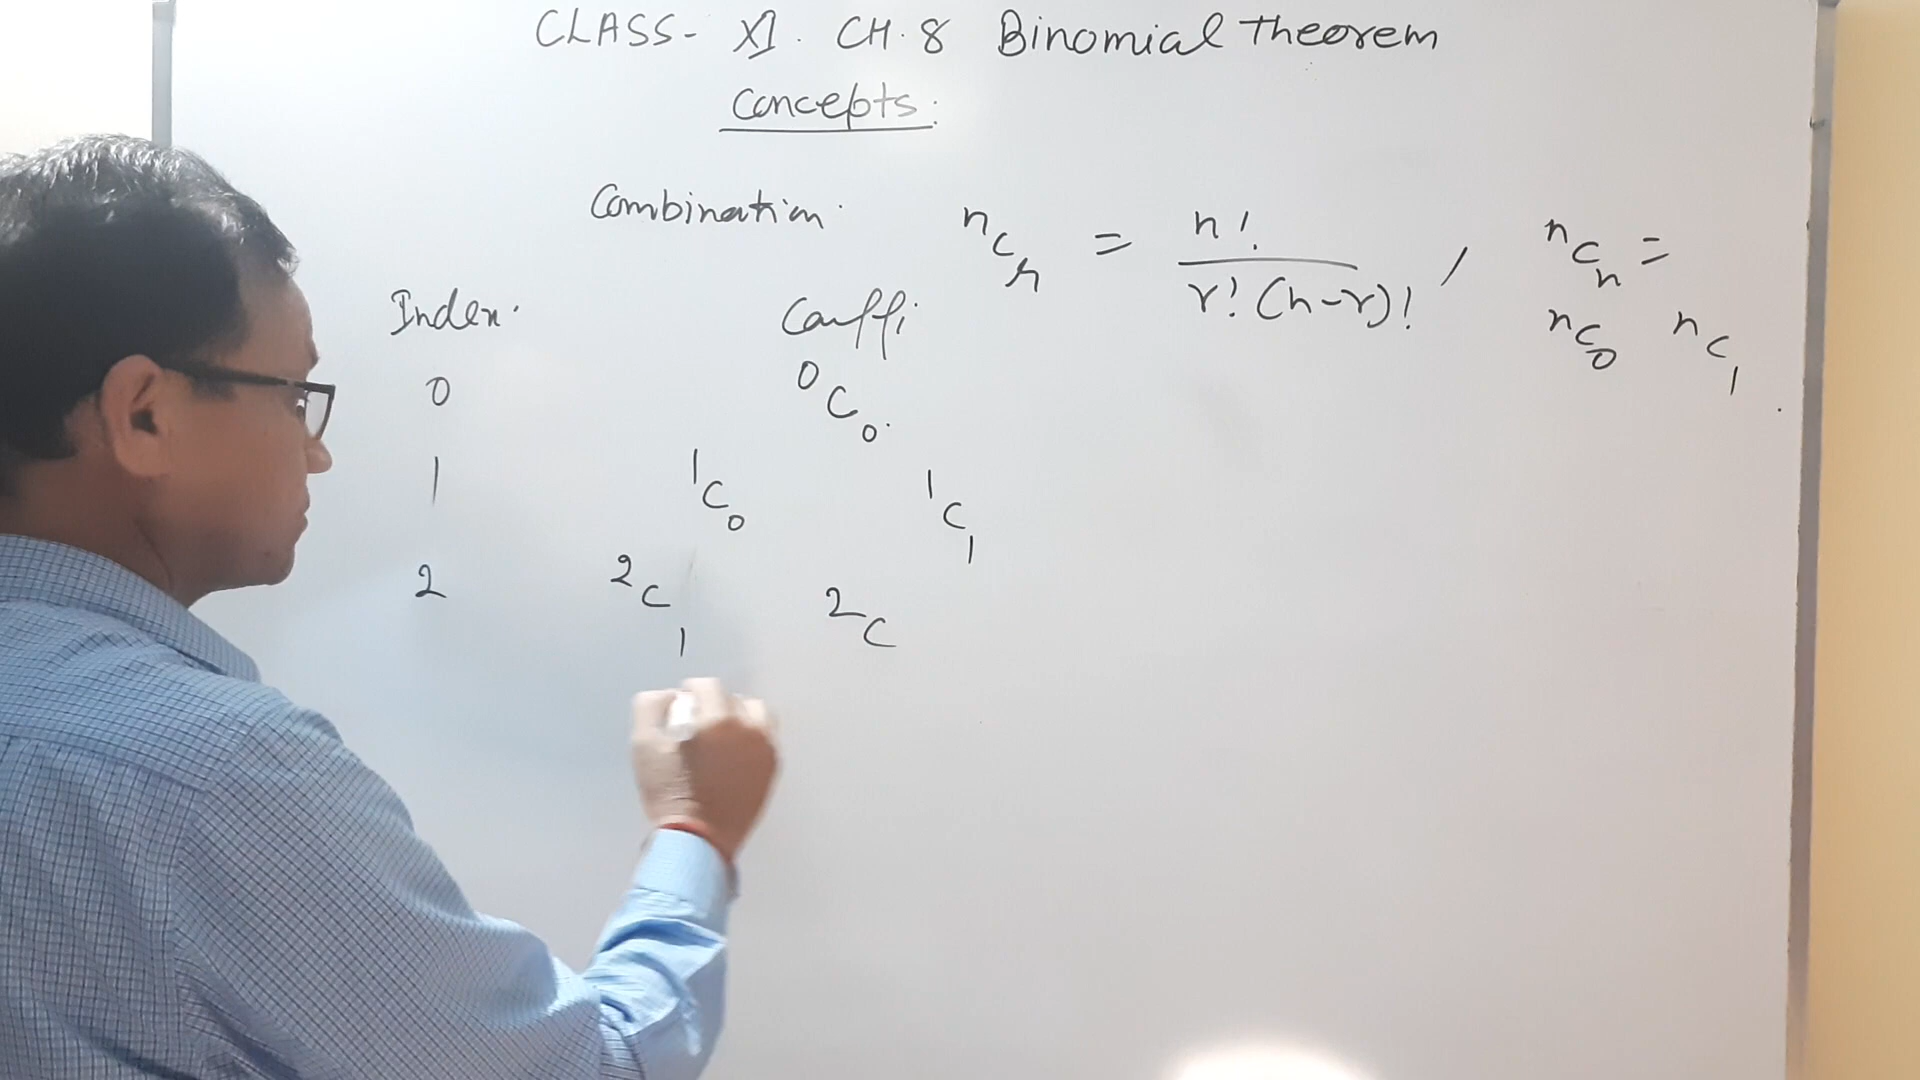 CLASS- XI. CH.8 Binomial Theorem
Concepts:
Combination. ⁿCᵣ = n! / r!(n-r)! , ⁿCₙ =
ⁿC₀ ⁿC₁
Index. Coeffi
0 ⁰C₀.
1 ¹C₀ ¹C₁
2 ²C₁ ²C